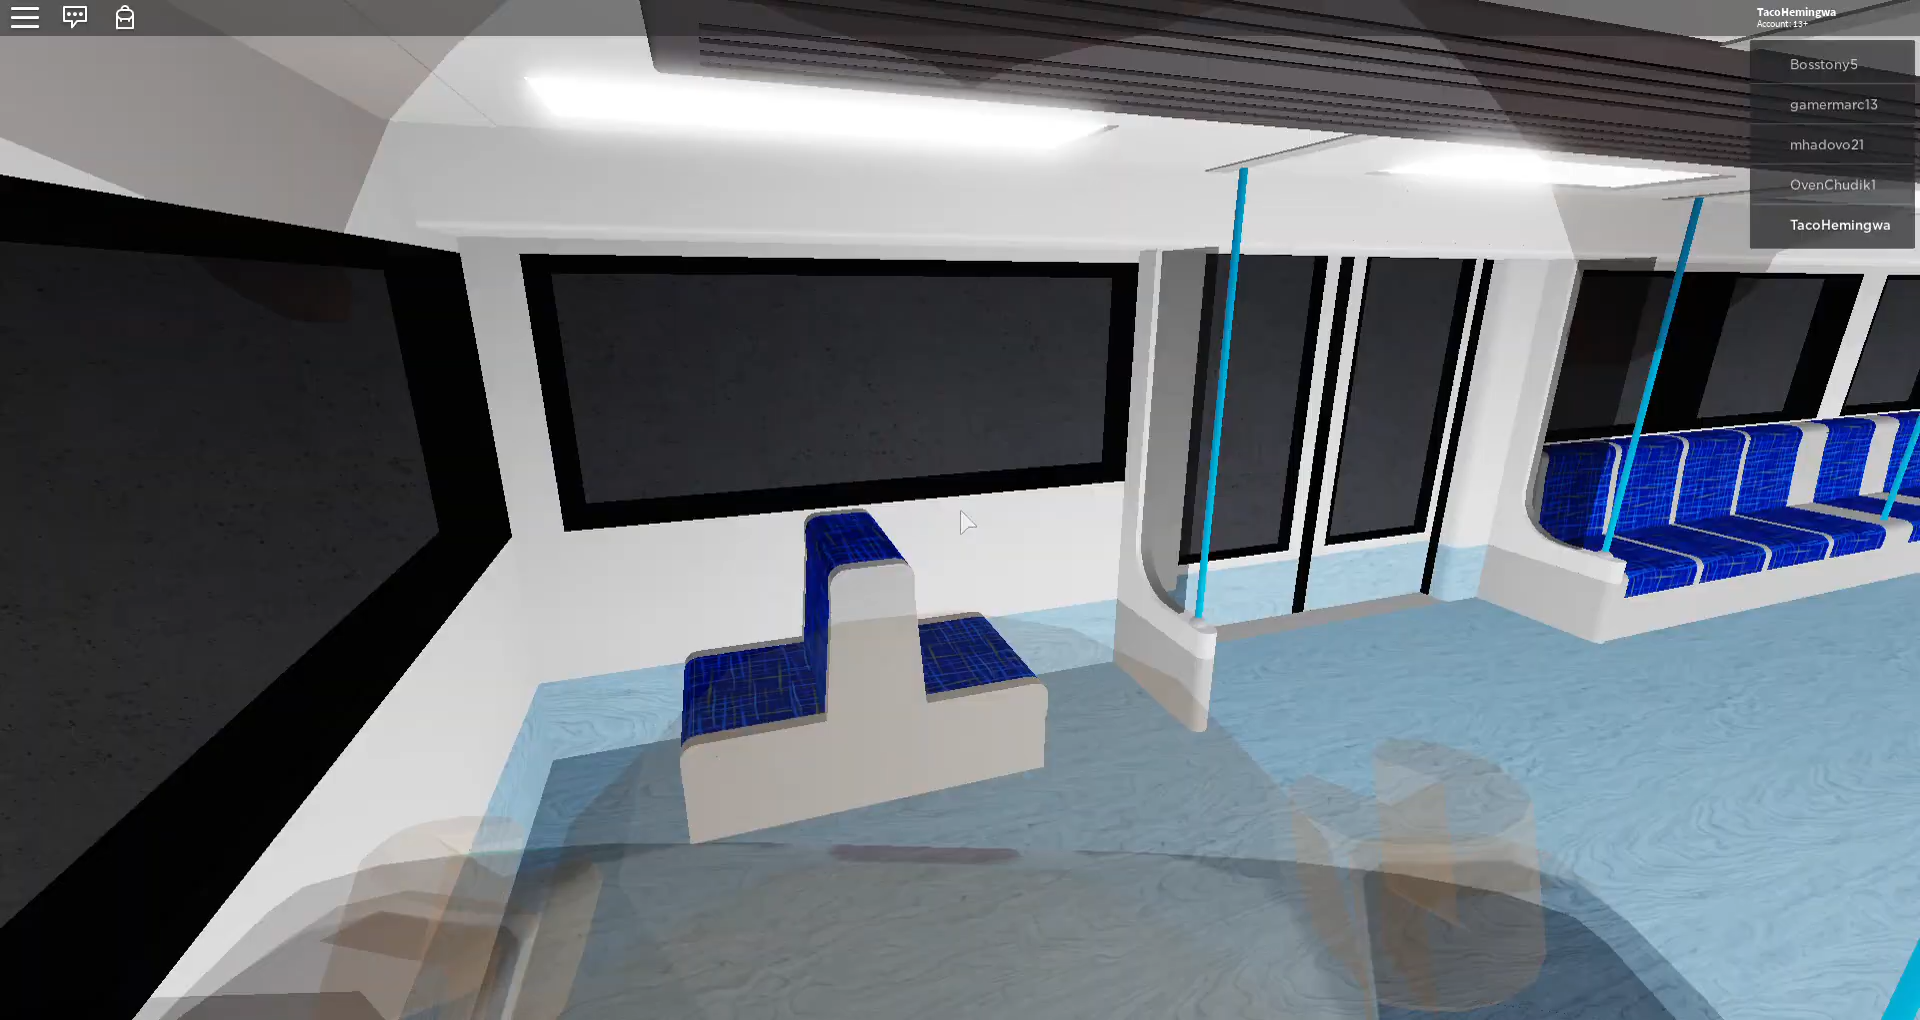 TacoHemingwa
Account: 13+
Bosstony5
gamermarc13
mhadovo21
OvenChudik1
TacoHemingwa